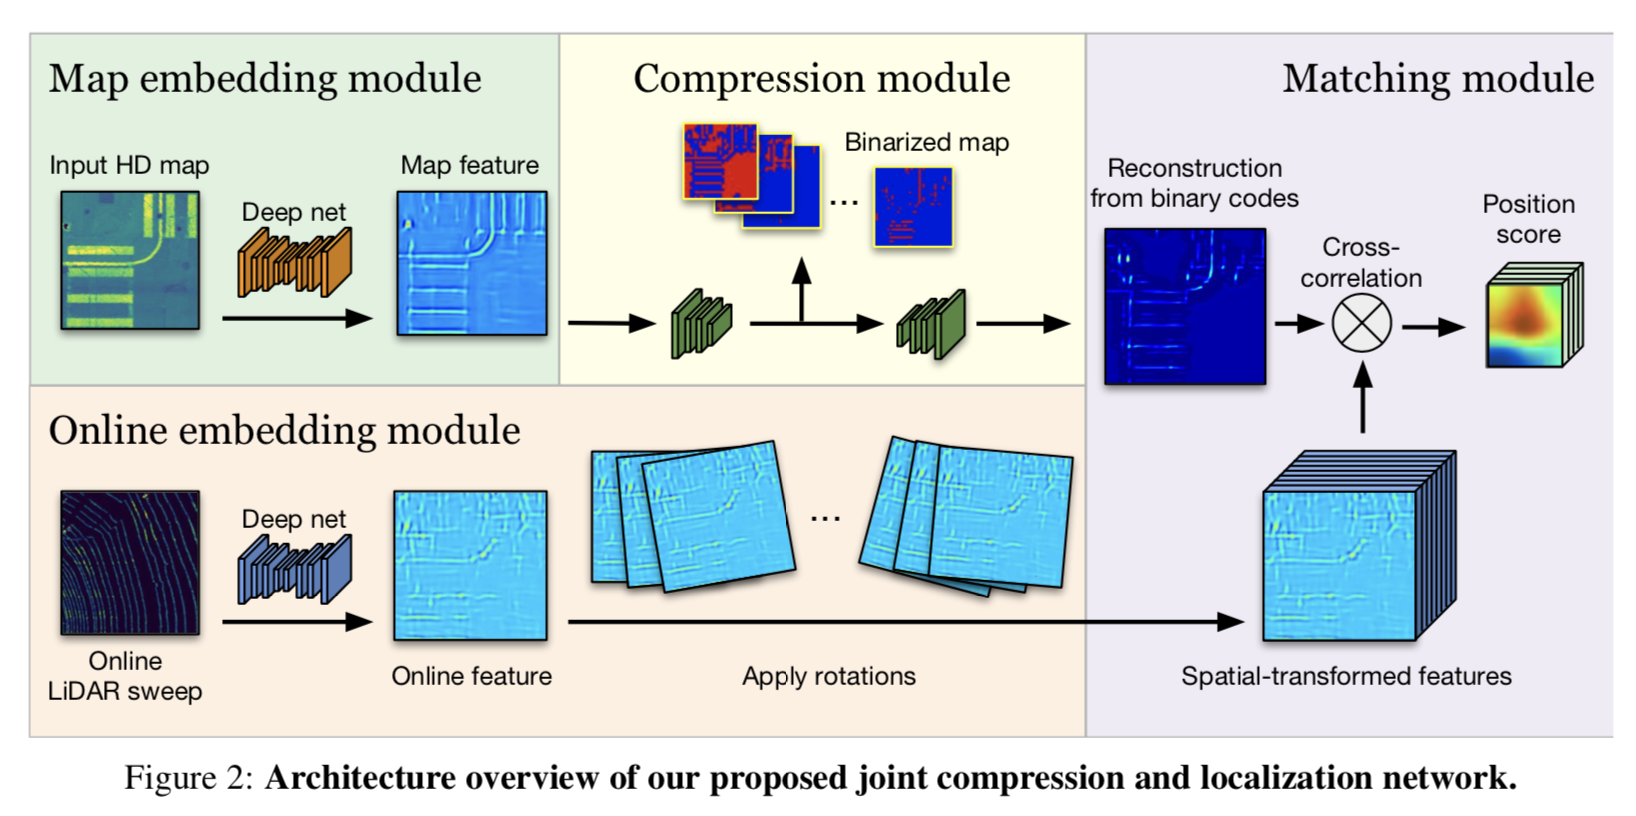 Map embedding module
Input HD map
Deep net
Map feature
Compression module
Binarized map
...
Matching module
Reconstruction
from binary codes
Cross-
correlation
Position
score
Online embedding module
Deep net
...
Online
LiDAR sweep
Online feature
Apply rotations
Spatial-transformed features
Figure 2: Architecture overview of our proposed joint compression and localization network.